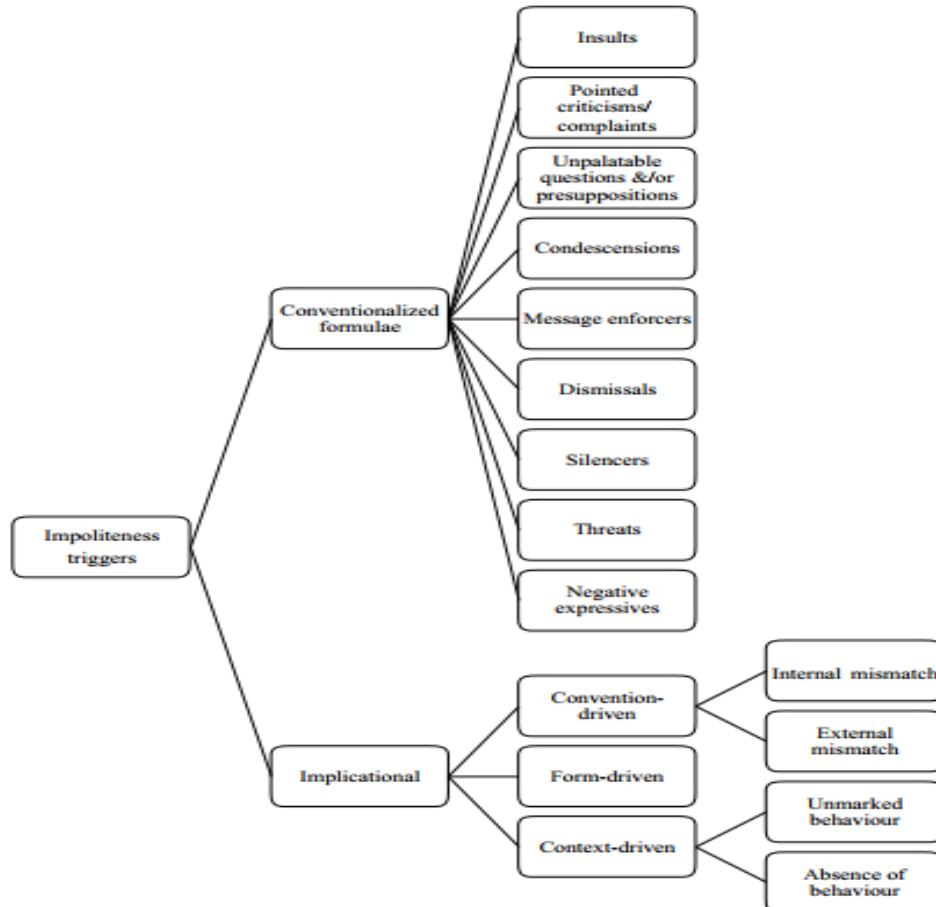 Insults
Pointed
criticisms/
complaints
Unpalatable
questions &/or
presuppositions
Condescensions
Conventionalized
formulae
Message enforcers
Dismissals
Silencers
Impoliteness
triggers
Threats
Negative
expressives
Internal mismatch
Convention-
driven
External
mismatch
Implicational
Form-driven
Unmarked
behaviour
Context-driven
Absence of
behaviour